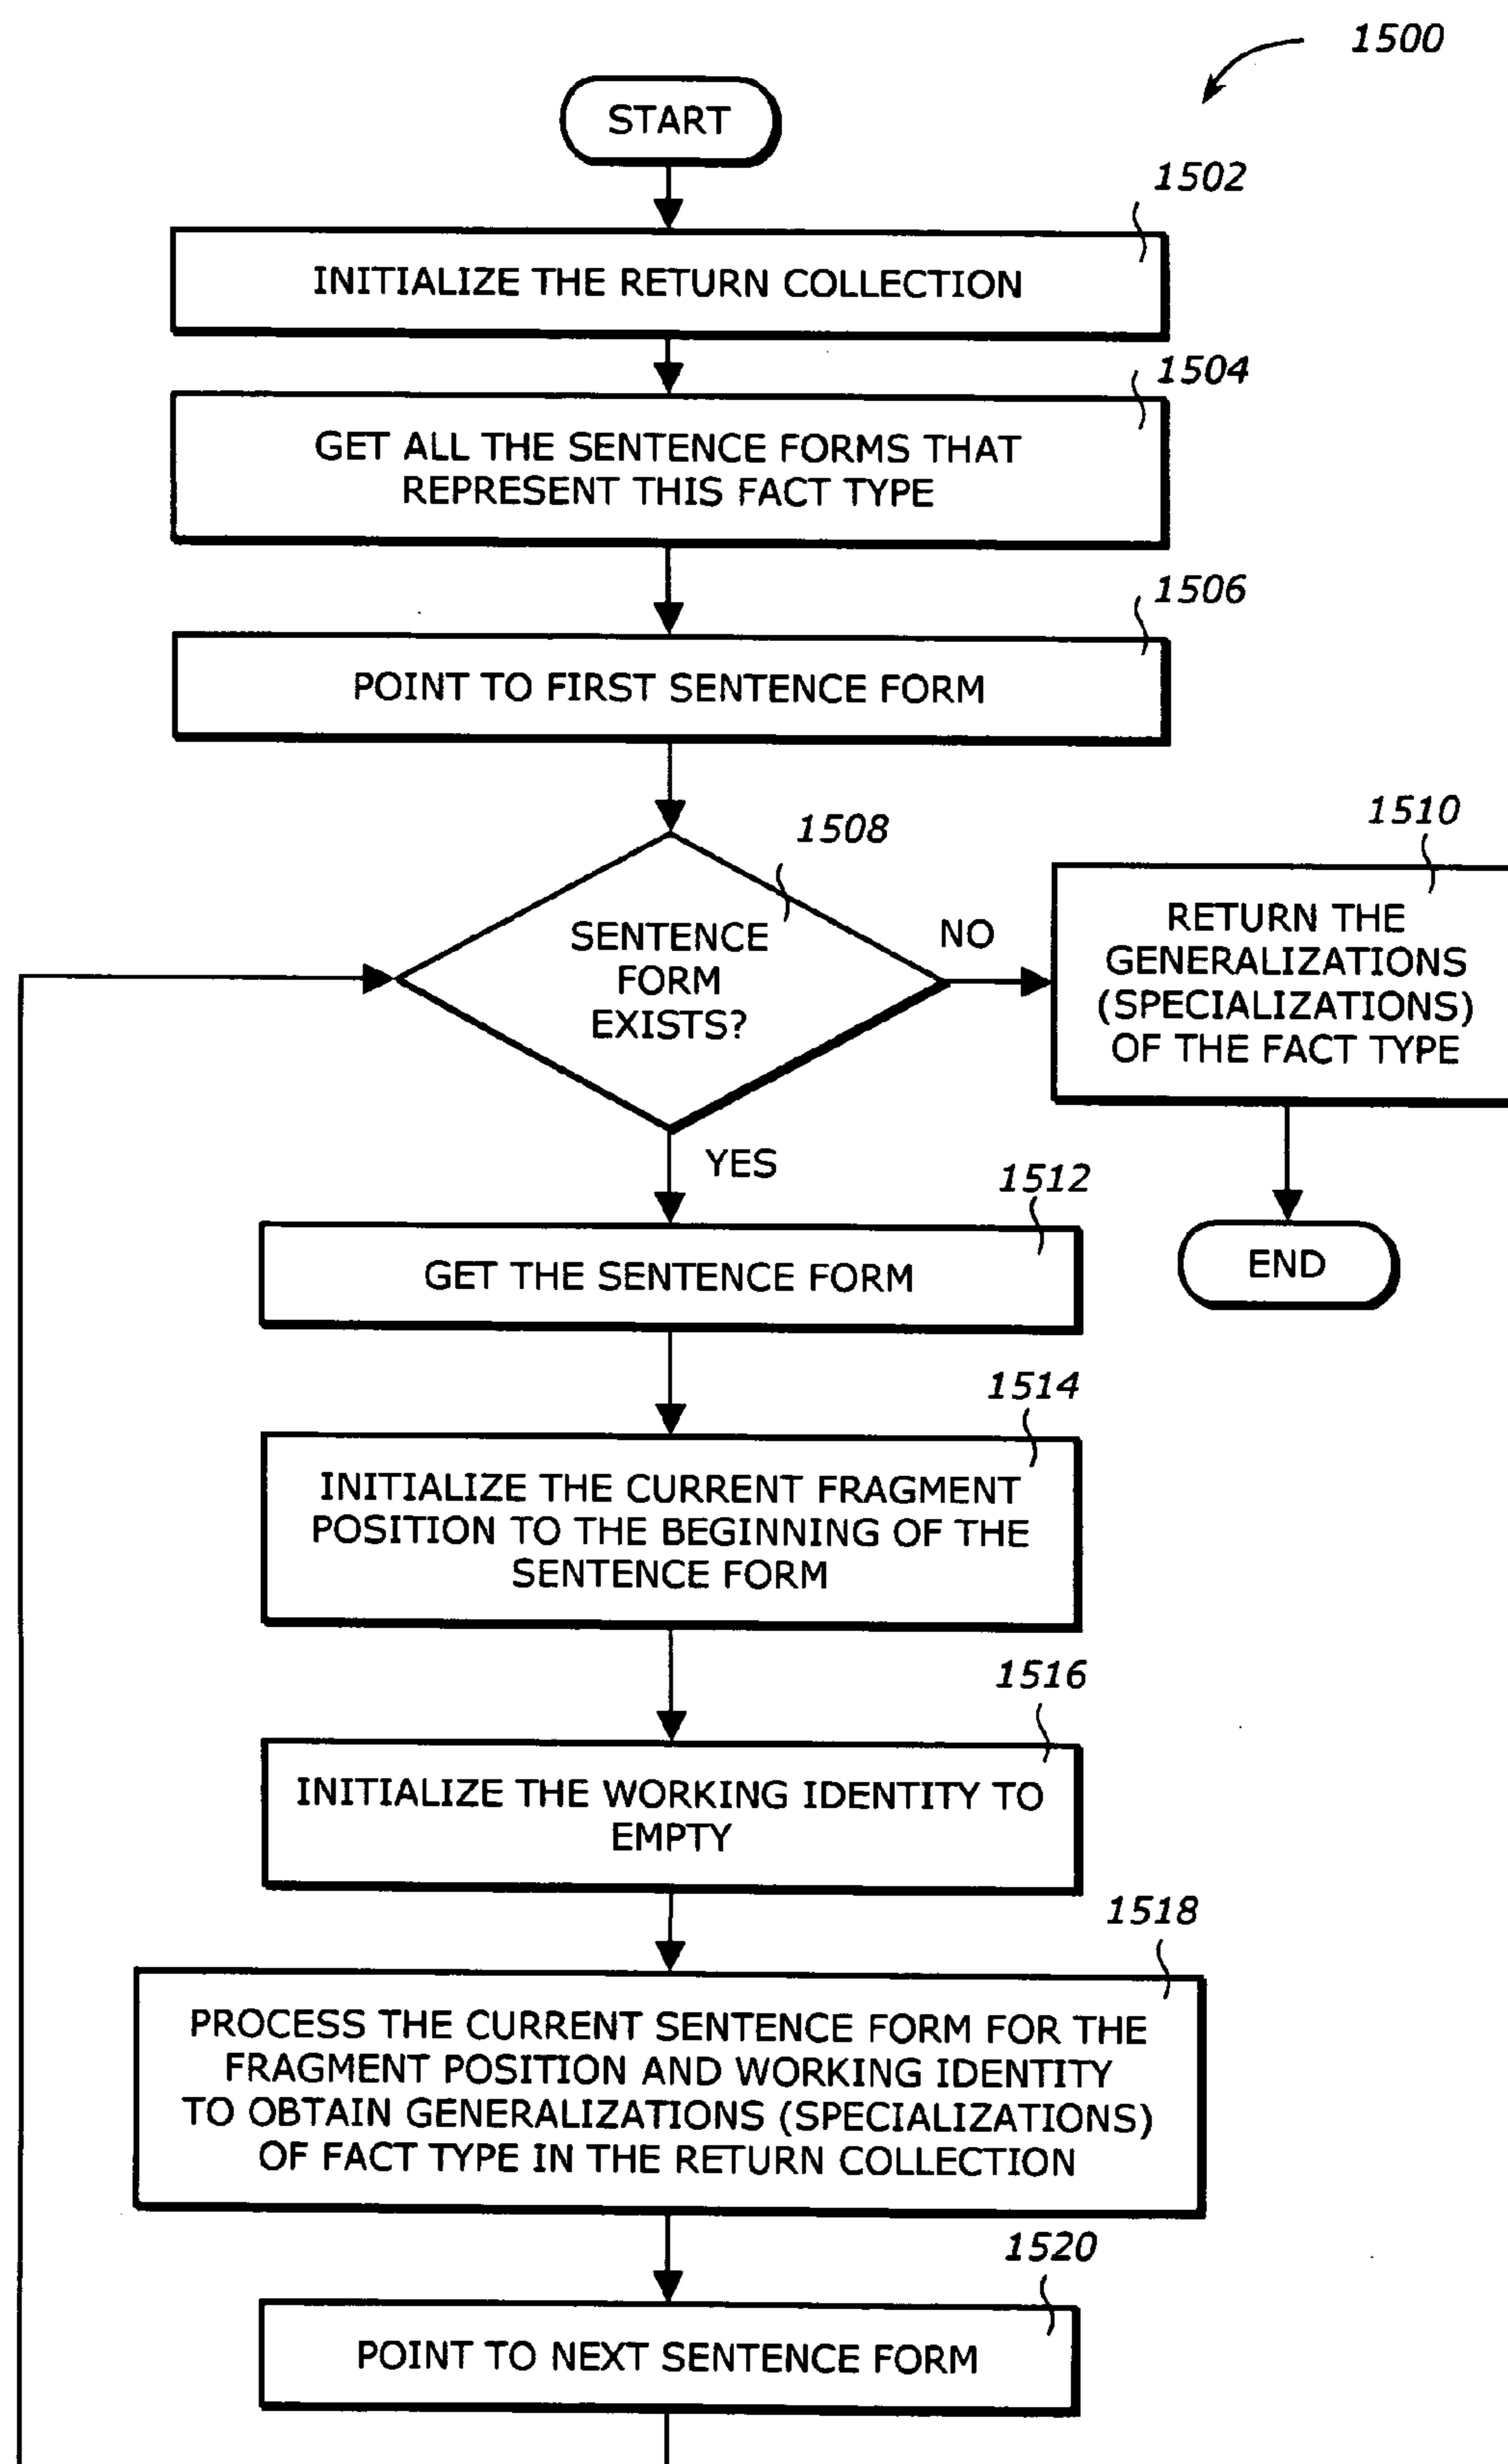 1500
START
1502
INITIALIZE THE RETURN COLLECTION
1504
GET ALL THE SENTENCE FORMS THAT
REPRESENT THIS FACT TYPE
1506
POINT TO FIRST SENTENCE FORM
1508
SENTENCE
FORM
EXISTS?
NO
1510
RETURN THE
GENERALIZATIONS
(SPECIALIZATIONS)
OF THE FACT TYPE
YES
END
1512
GET THE SENTENCE FORM
1514
INITIALIZE THE CURRENT FRAGMENT
POSITION TO THE BEGINNING OF THE
SENTENCE FORM
1516
INITIALIZE THE WORKING IDENTITY TO
EMPTY
1518
PROCESS THE CURRENT SENTENCE FORM FOR THE
FRAGMENT POSITION AND WORKING IDENTITY
TO OBTAIN GENERALIZATIONS (SPECIALIZATIONS)
OF FACT TYPE IN THE RETURN COLLECTION
1520
POINT TO NEXT SENTENCE FORM